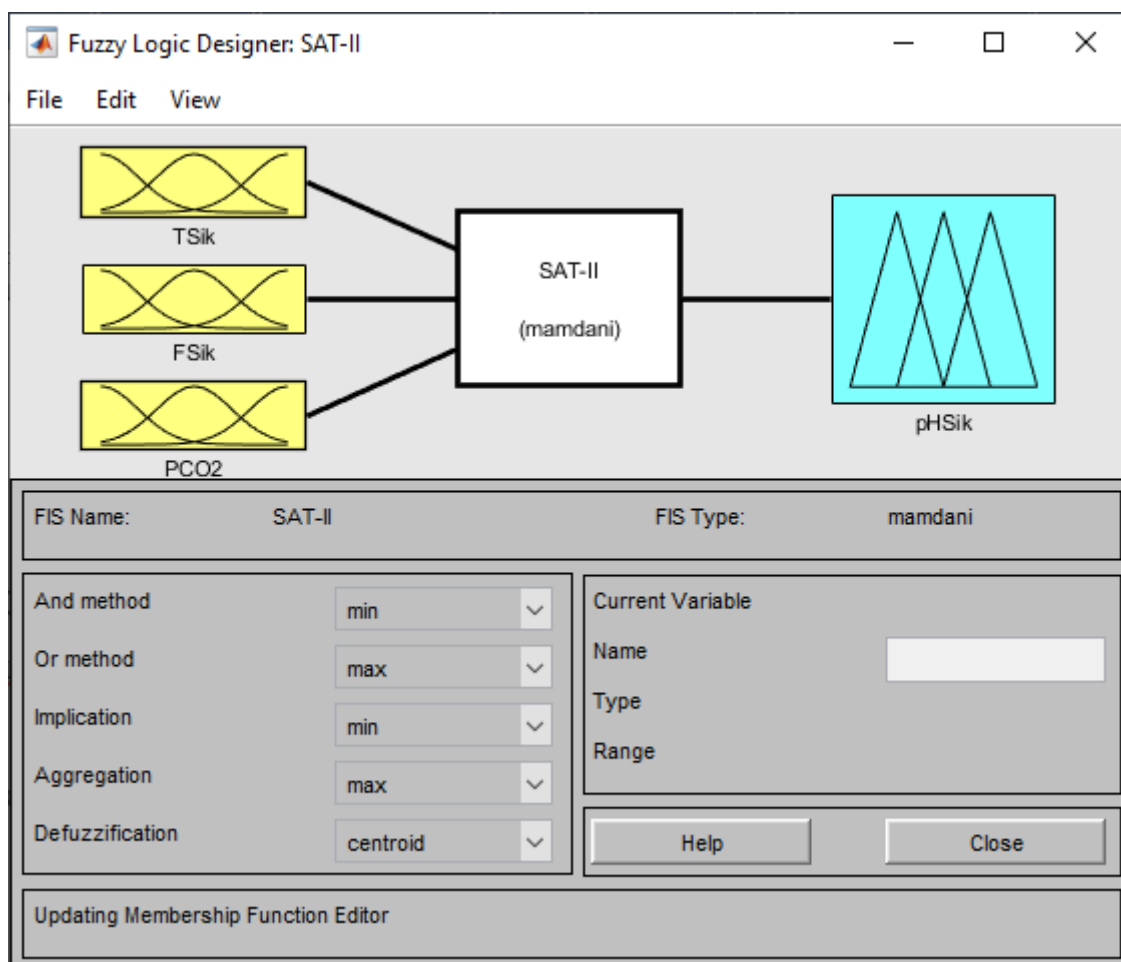 Fuzzy Logic Designer: SAT-II
File Edit View
TSik
FSik
PCO2
SAT-II
(mamdani)
pHSik
FIS Name: SAT-II FIS Type: mamdani
And method min
Or method max
Implication min
Aggregation max
Defuzzification centroid
Current Variable
Name
Type
Range
Help Close
Updating Membership Function Editor